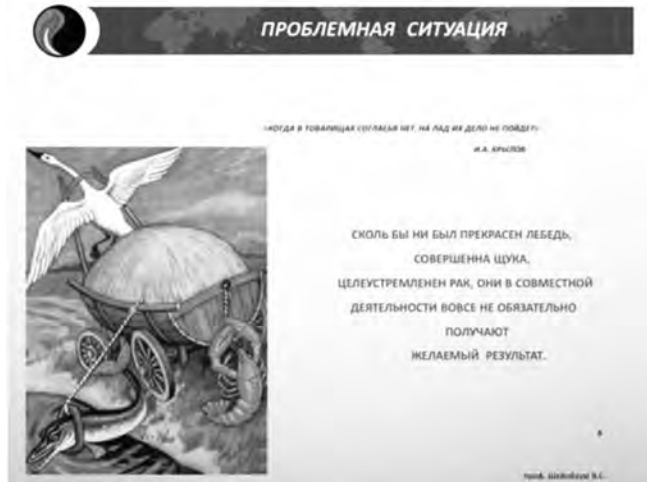 ПРОБЛЕМНАЯ СИТУАЦИЯ
«КОГДА В ТОВАРИЩАХ СОГЛАСЬЯ НЕТ, НА ЛАД ИХ ДЕЛО НЕ ПОЙДЕТ»
И.А. КРЫЛОВ
СКОЛЬ БЫ НИ БЫЛ ПРЕКРАСЕН ЛЕБЕДЬ,
СОВЕРШЕННА ЩУКА,
ЦЕЛЕУСТРЕМЛЕНЕН РАК, ОНИ В СОВМЕСТНОЙ
ДЕЯТЕЛЬНОСТИ ВОВСЕ НЕ ОБЯЗАТЕЛЬНО
ПОЛУЧАЮТ
ЖЕЛАЕМЫЙ РЕЗУЛЬТАТ.